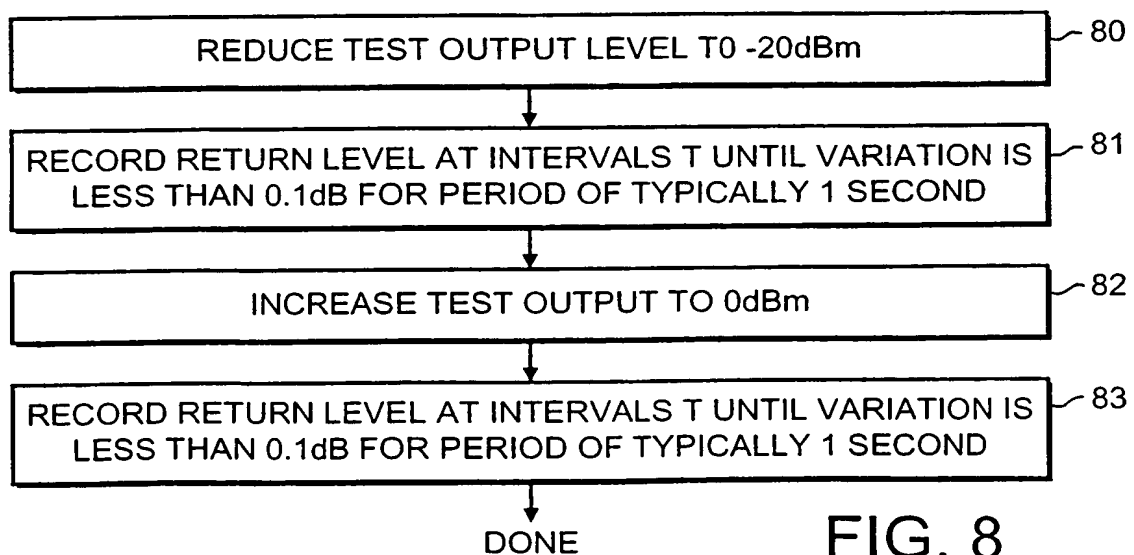 REDUCE TEST OUTPUT LEVEL T0 -20dBm
80
RECORD RETURN LEVEL AT INTERVALS T UNTIL VARIATION IS
LESS THAN 0.1dB FOR PERIOD OF TYPICALLY 1 SECOND
81
INCREASE TEST OUTPUT TO 0dBm
82
RECORD RETURN LEVEL AT INTERVALS T UNTIL VARIATION IS
LESS THAN 0.1dB FOR PERIOD OF TYPICALLY 1 SECOND
83
DONE
FIG. 8